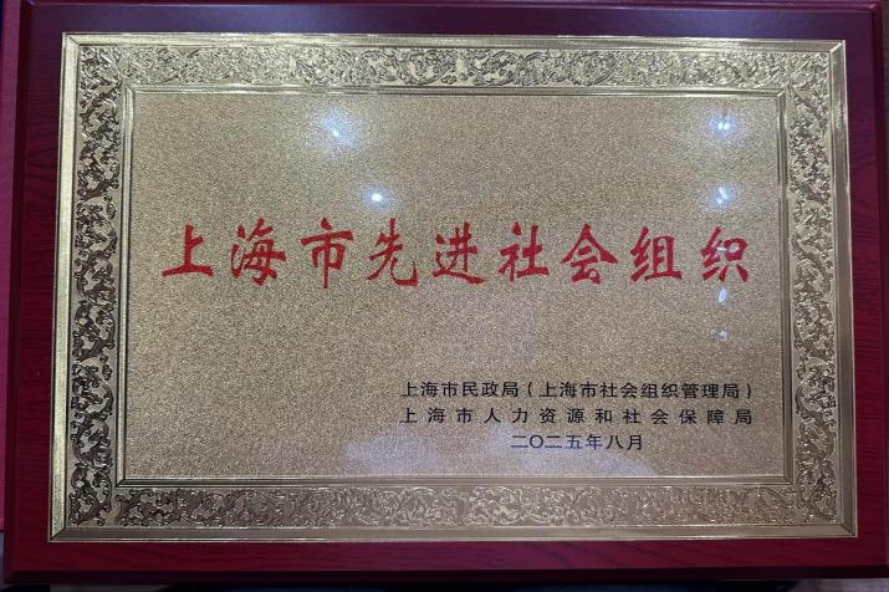 上海市先进社会组织
上海市民政局（上海市社会组织管理局）
上海市人力资源和社会保障局
二〇二五年八月